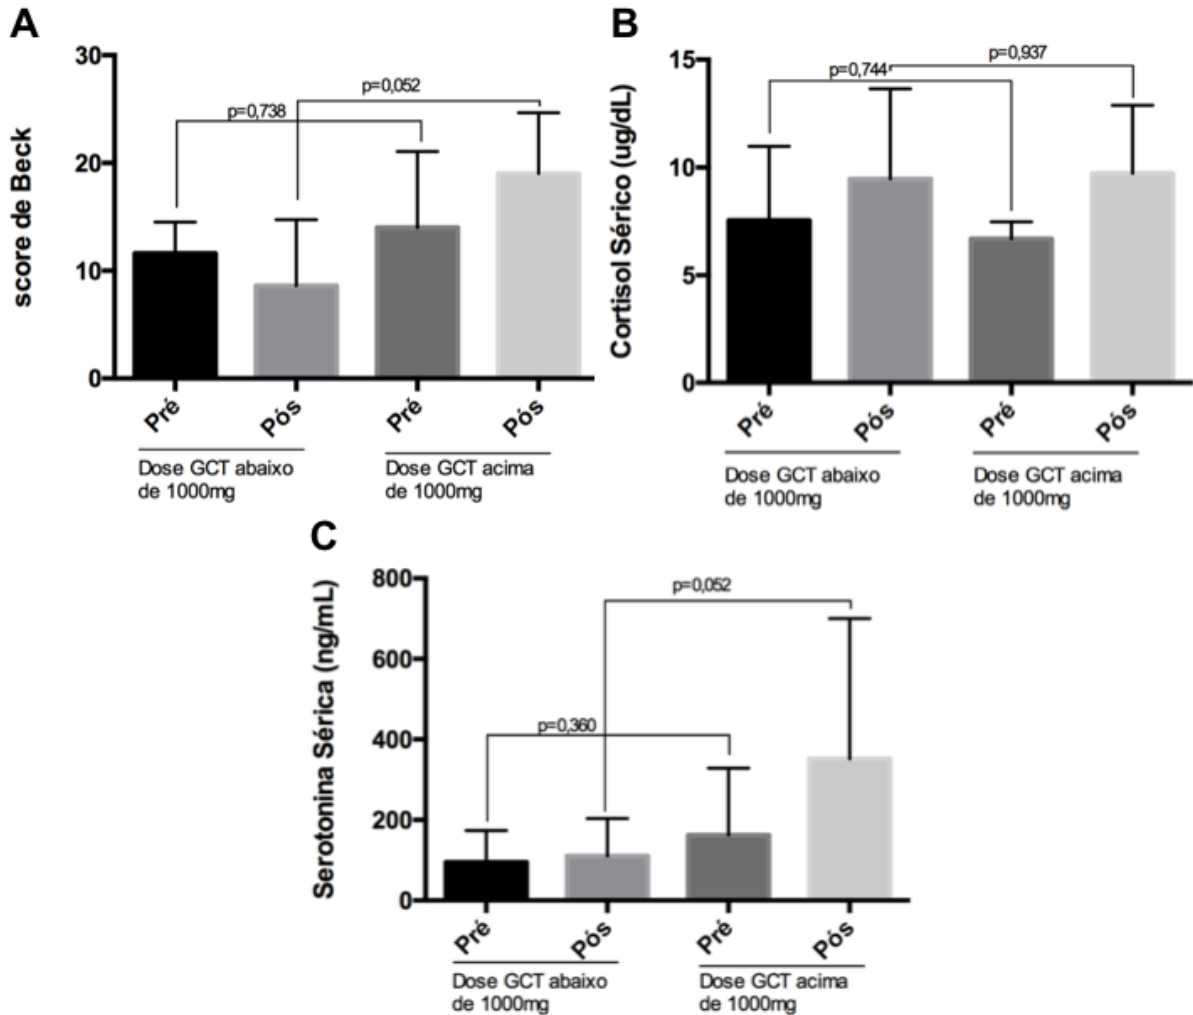 A
score de Beck
30
20
10
0
p=0,738
p=0,052
Pré
Pós
Pré
Pós
Dose GCT abaixo
de 1000mg
Dose GCT acima
de 1000mg
B
Cortisol Sérico (ug/dL)
15
10
5
0
p=0,744
p=0,937
Pré
Pós
Pré
Pós
Dose GCT abaixo
de 1000mg
Dose GCT acima
de 1000mg
C
Serotonina Sérica (ng/mL)
800
600
400
200
0
p=0,360
p=0,052
Pré
Pós
Pré
Pós
Dose GCT abaixo
de 1000mg
Dose GCT acima
de 1000mg